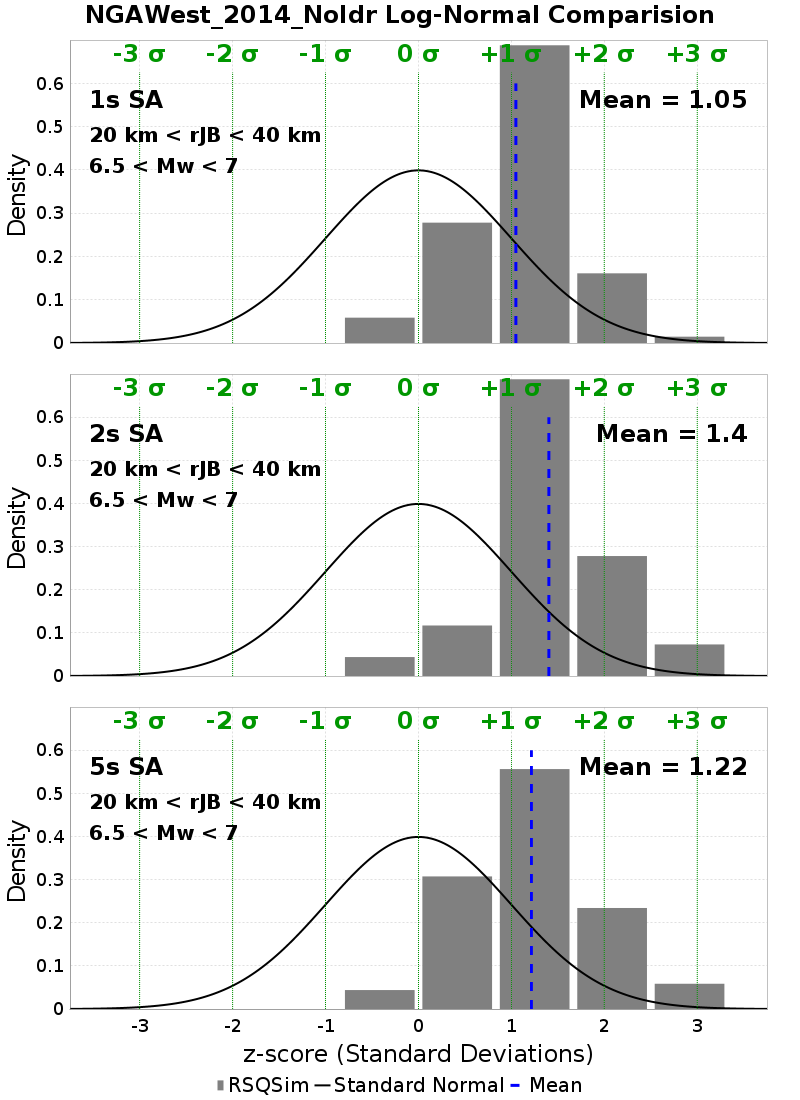 NGAWest_2014_NoIdr Log-Normal Comparision
-3 σ -2 σ -1 σ 0 σ +1 σ +2 σ +3 σ
1s SA
Mean = 1.05
20 km < rJB < 40 km
6.5 < Mw < 7
Density
0.6
0.5
0.4
0.3
0.2
0.1
0
-3 σ -2 σ -1 σ 0 σ +1 σ +2 σ +3 σ
2s SA
Mean = 1.4
20 km < rJB < 40 km
6.5 < Mw < 7
Density
0.6
0.5
0.4
0.3
0.2
0.1
0
-3 σ -2 σ -1 σ 0 σ +1 σ +2 σ +3 σ
5s SA
Mean = 1.22
20 km < rJB < 40 km
6.5 < Mw < 7
Density
0.6
0.5
0.4
0.3
0.2
0.1
0
-3 -2 -1 0 1 2 3
z-score (Standard Deviations)
RSQSim Standard Normal Mean